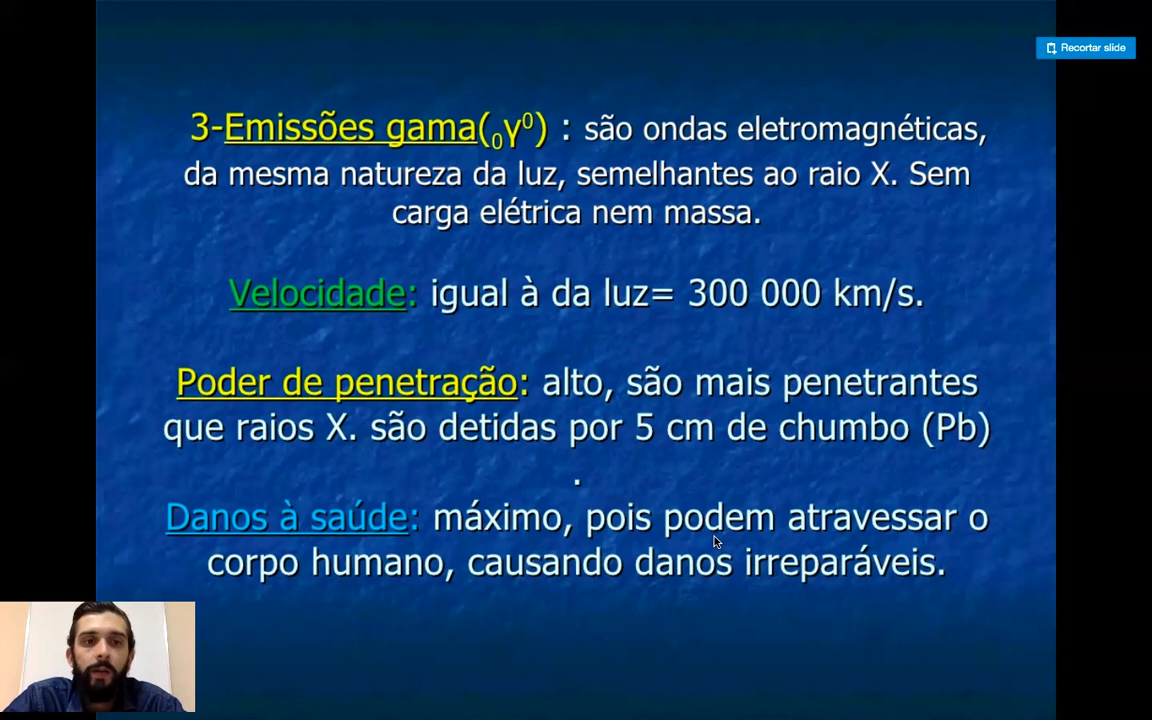 Recortar slide
3-Emissões gama(₀γ⁰) : são ondas eletromagnéticas,
da mesma natureza da luz, semelhantes ao raio X. Sem
carga elétrica nem massa.
Velocidade: igual à da luz= 300 000 km/s.
Poder de penetração: alto, são mais penetrantes
que raios X. são detidas por 5 cm de chumbo (Pb)
.
Danos à saúde: máximo, pois podem atravessar o
corpo humano, causando danos irreparáveis.